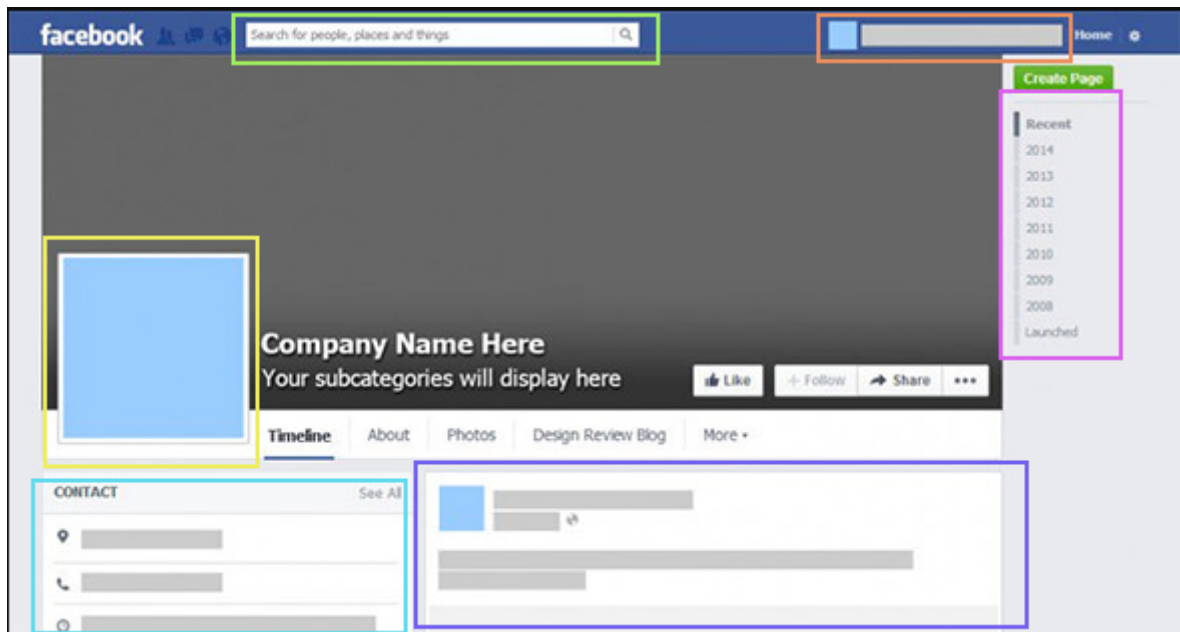 facebook
Search for people, places and things
Home
Create Page
Recent
2014
2013
2012
2011
2010
2009
2008
Launched
Company Name Here
Your subcategories will display here
Like
+ Follow
Share
Timeline
About
Photos
Design Review Blog
More
CONTACT
See All